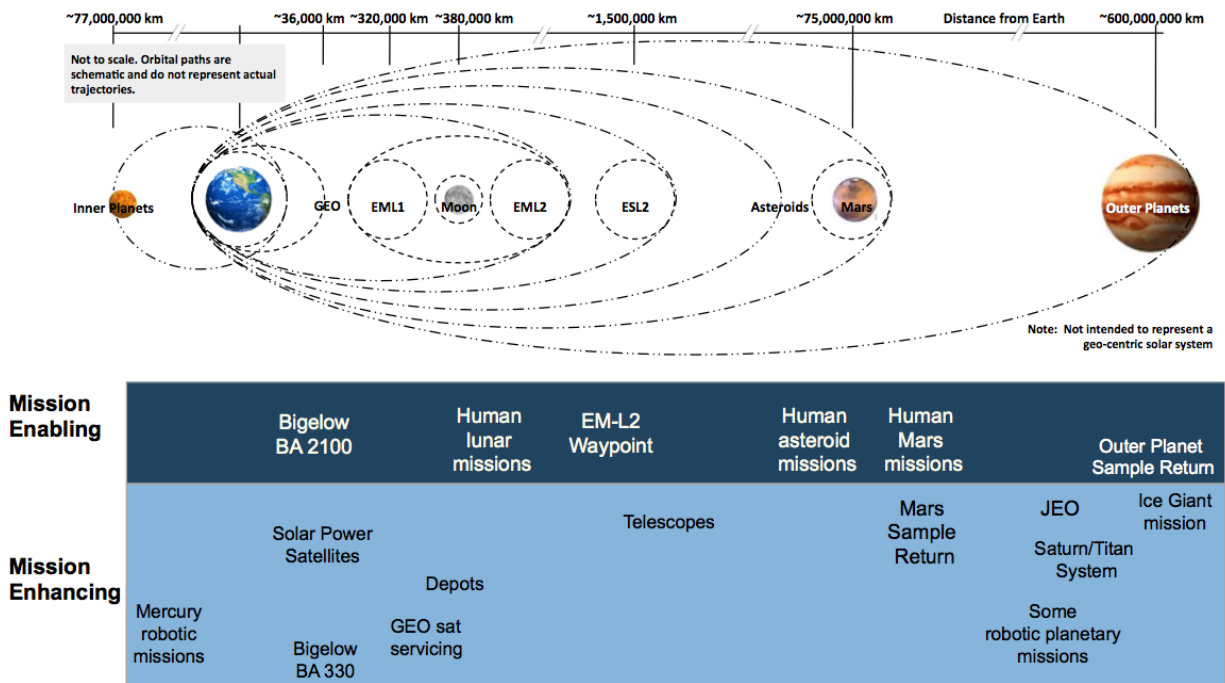 ~77,000,000 km
~36,000 km
~320,000 km
~380,000 km
~1,500,000 km
~75,000,000 km
Distance from Earth
~600,000,000 km
Not to scale. Orbital paths are
schematic and do not represent actual
trajectories.
Inner Planets
GEO
EML1
Moon
EML2
ESL2
Asteroids
Mars
Outer Planets
Note: Not intended to represent a
geo-centric solar system
Mission
Enabling
Bigelow
BA 2100
Human
lunar
missions
EM-L2
Waypoint
Human
asteroid
missions
Human
Mars
missions
Outer Planet
Sample Return
Mission
Enhancing
Mercury
robotic
missions
Solar Power
Satellites
Bigelow
BA 330
Depots
GEO sat
servicing
Telescopes
Mars
Sample
Return
JEO
Ice Giant
mission
Saturn/Titan
System
Some
robotic planetary
missions